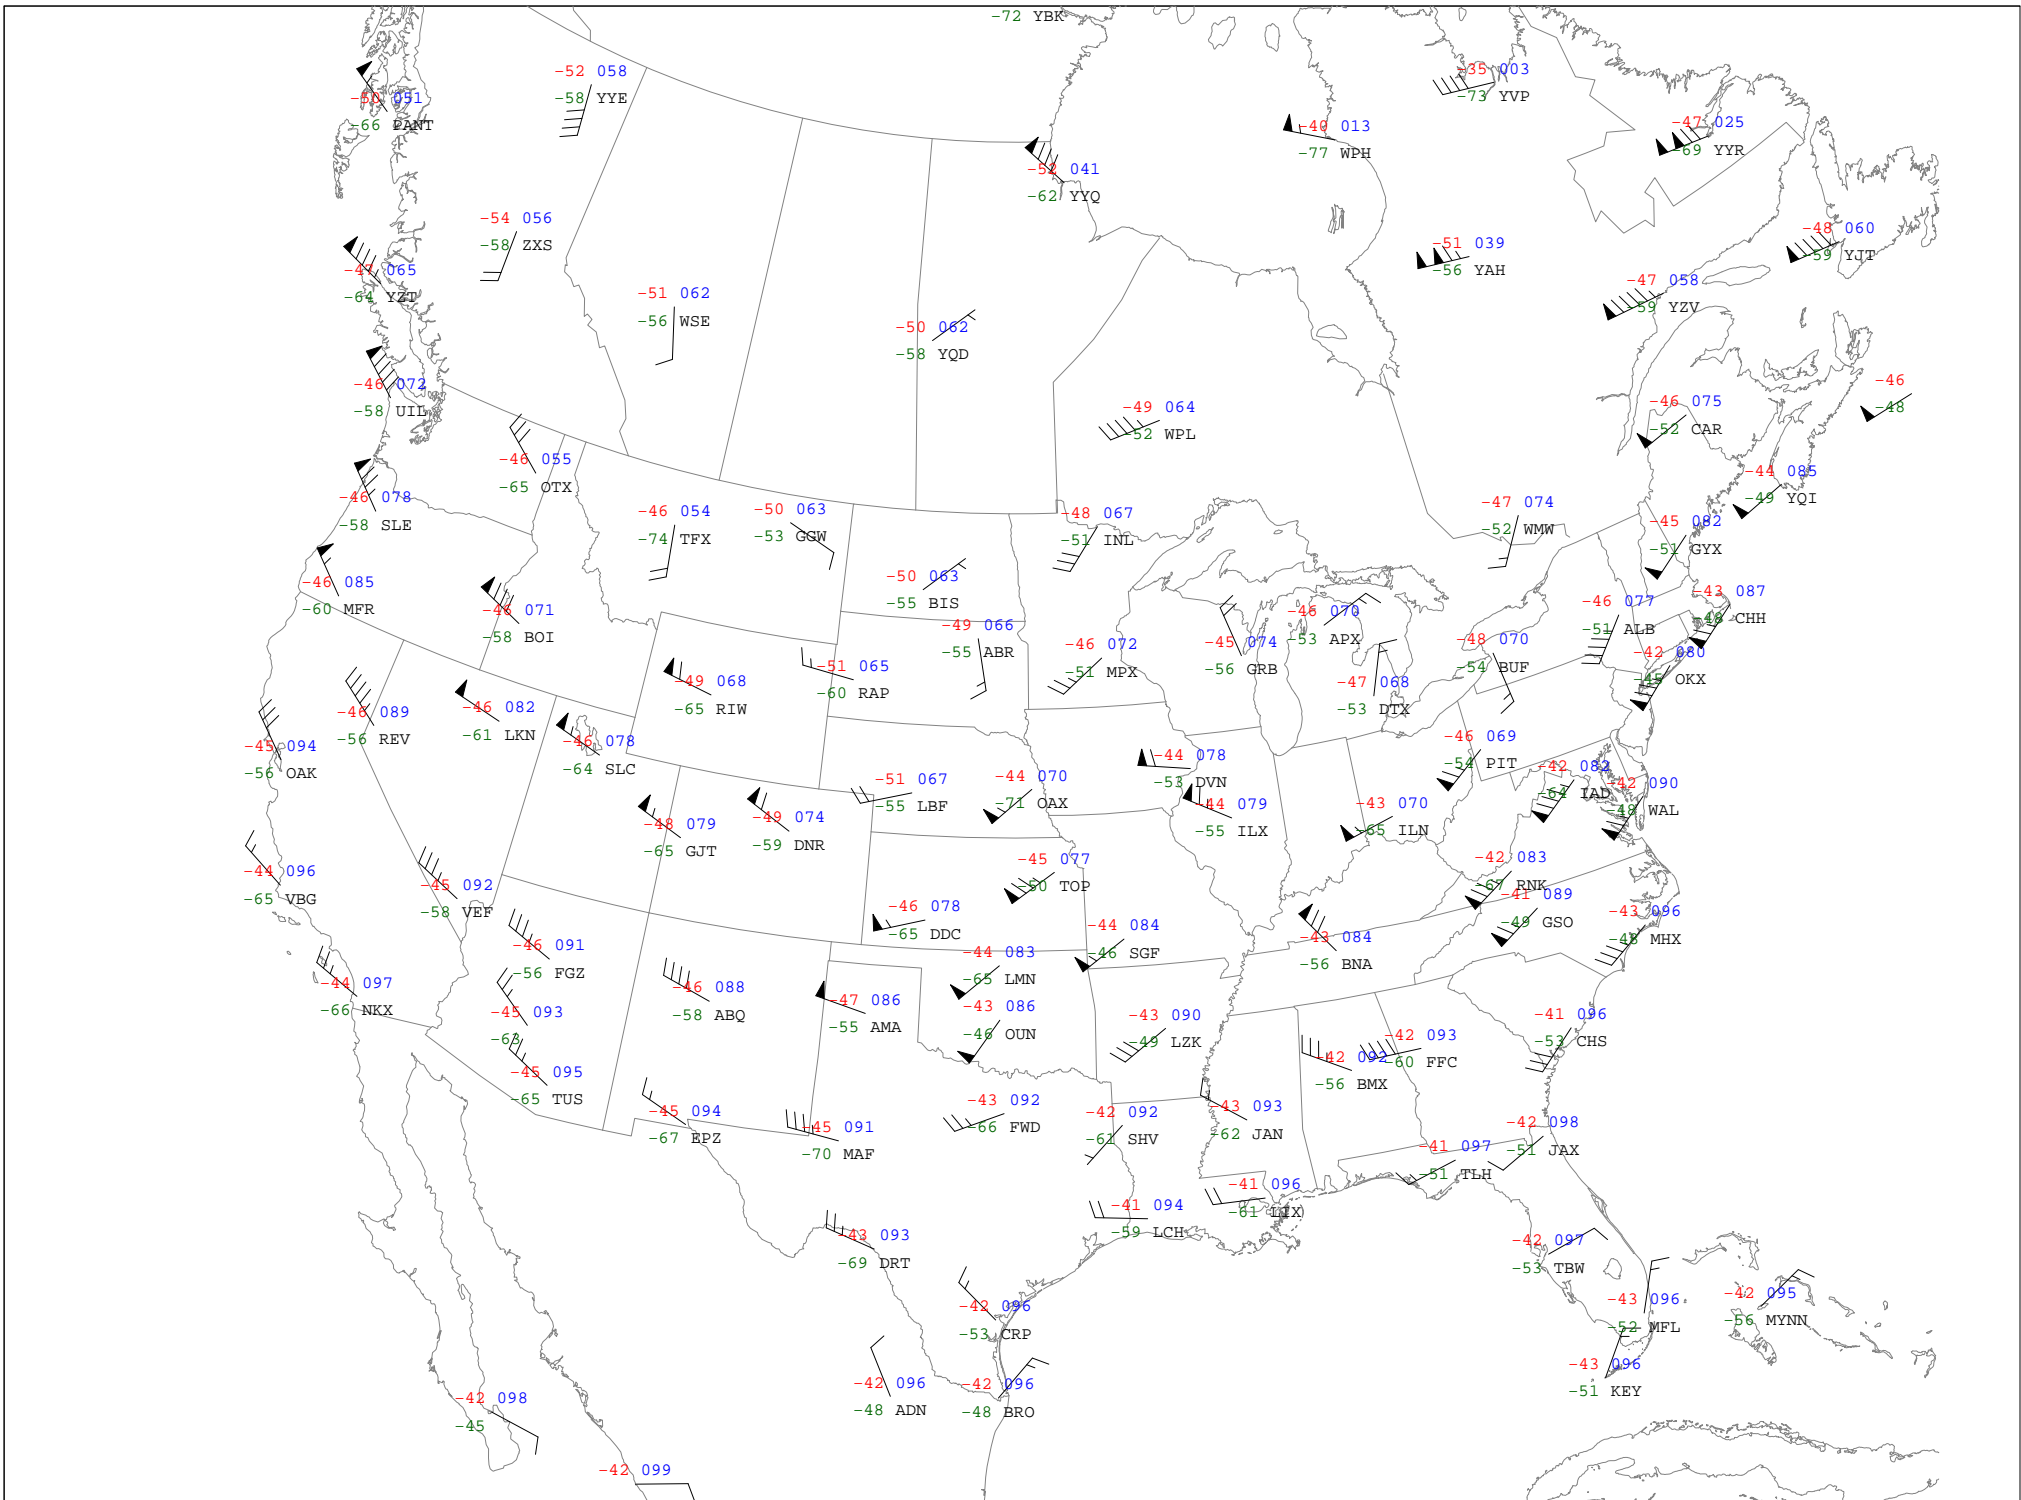 -72 YBK
-52 058
-58 YYE
-35 003
-73 YVP
-50 051
-66 PANT
-40 013
-77 WPH
-47 025
-69 YYR
-52 041
-62 YYQ
-54 056
-58 ZXS
-48 060
-59 YJT
-51 039
-56 YAH
-47 065
-64 YZT
-47 058
-59 YZV
-51 062
-56 WSE
-50 062
-58 YQD
-46 072
-58 UIL
-46
-48
-49 064
-52 WPL
-46 075
-52 CAR
-46 055
-65 OTX
-44 085
-49 YQI
-46 078
-58 SLE
-46 054
-74 TFX
-50 063
-53 GGW
-48 067
-51 INL
-47 074
-52 WMW
-45 082
-51 GYX
-46 085
-60 MFR
-50 063
-55 BIS
-43 087
-48 CHH
-46 071
-58 BOI
-49 066
-55 ABR
-46 070
-53 APX
-46 077
-51 ALB
-46 072
-51 MPX
-45 074
-56 GRB
-48 070
-54 BUF
-42 080
-45 OKX
-49 068
-65 RIW
-51 065
-60 RAP
-47 068
-53 DTX
-46 089
-56 REV
-46 082
-61 LKN
-46 078
-64 SLC
-45 094
-56 OAK
-46 069
-54 PIT
-44 078
-53 DVN
-42 082
-64 IAD
-51 067
-55 LBF
-44 070
-71 OAX
-42 090
-48 WAL
-48 079
-65 GJT
-49 074
-59 DNR
-44 079
-55 ILX
-43 070
-65 ILN
-44 096
-65 VBG
-45 092
-58 VEF
-45 077
-50 TOP
-42 083
-67 RNK
-41 089
-49 GSO
-46 078
-65 DDC
-43 096
-48 MHX
-46 091
-56 FGZ
-44 084
-46 SGF
-43 084
-56 BNA
-44 083
-65 LMN
-44 097
-66 NKX
-46 088
-58 ABQ
-47 086
-55 AMA
-43 086
-46 OUN
-45 093
-63
-43 090
-49 LZK
-41 096
-53 CHS
-42 093
-60 FFC
-42 092
-56 BMX
-45 095
-65 TUS
-45 094
-67 EPZ
-45 091
-70 MAF
-43 092
-66 FWD
-42 092
-61 SHV
-43 093
-62 JAN
-42 098
-51 JAX
-41 097
-51 TLH
-41 094
-59 LCH
-41 096
-61 LIX
-43 093
-69 DRT
-42 097
-53 TBW
-42 096
-53 CRP
-43 096
-52 MFL
-42 095
-56 MYNN
-43 096
-51 KEY
-42 096
-48 ADN
-42 096
-48 BRO
-42 098
-45
-42 099